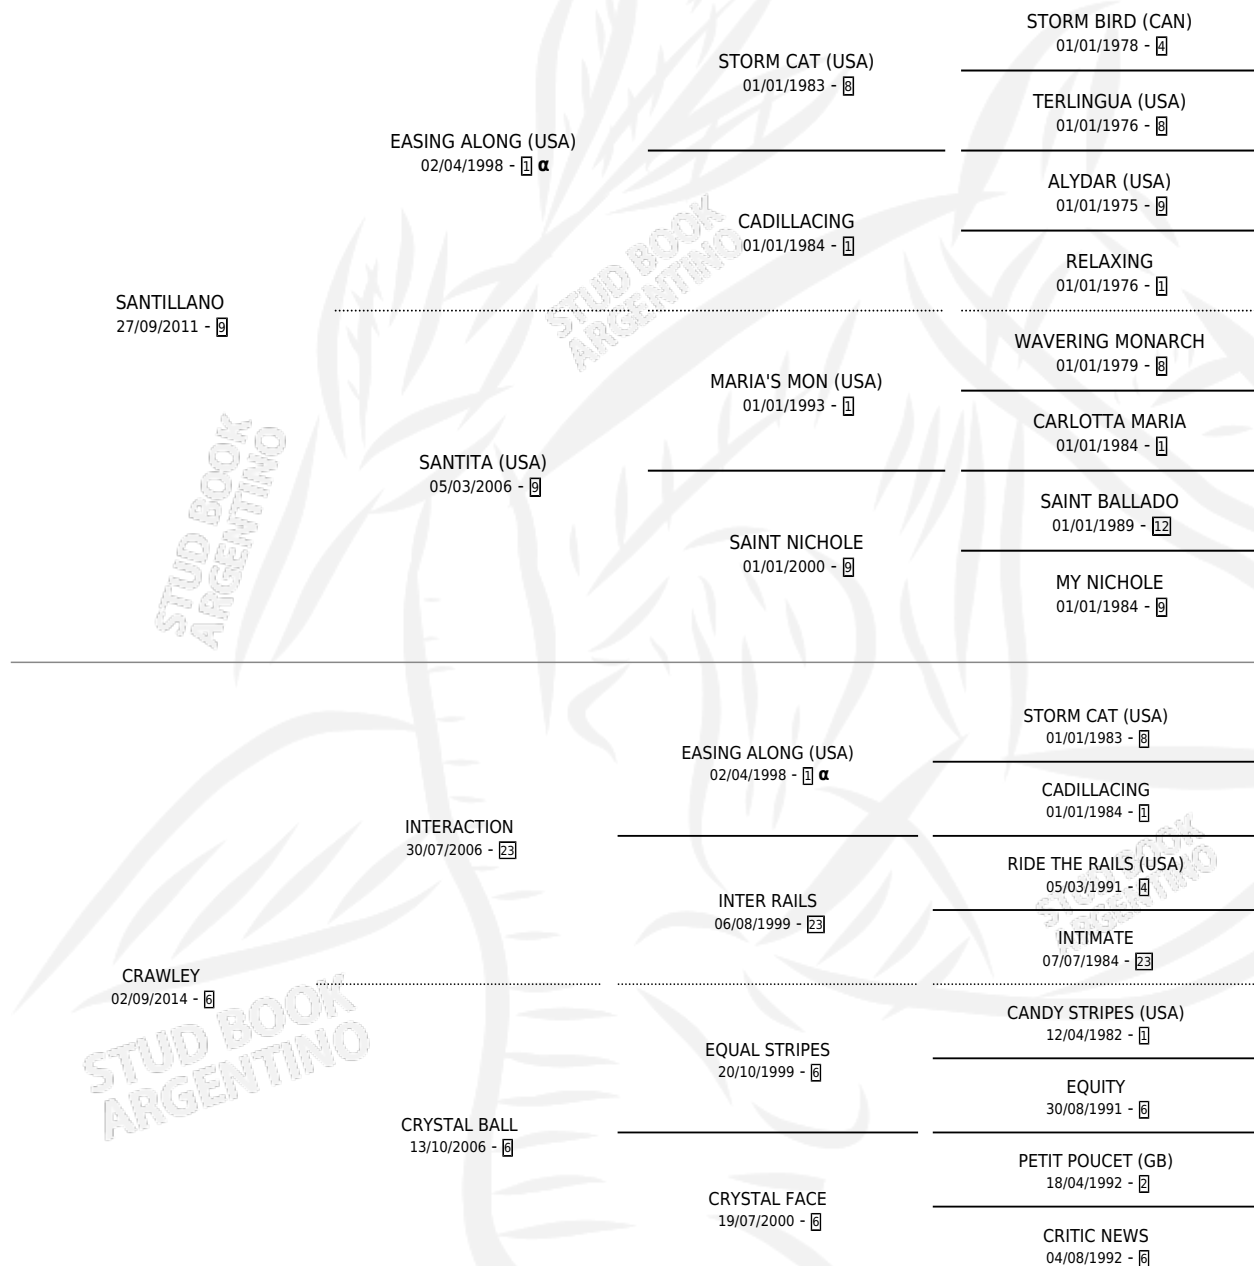 STORM BIRD (CAN)
01/01/1978 - 4
STORM CAT (USA)
01/01/1983 - 8
TERLINGUA (USA)
01/01/1976 - 8
EASING ALONG (USA)
02/04/1998 - 1 α
ALYDAR (USA)
01/01/1975 - 9
CADILLACING
01/01/1984 - 1
RELAXING
01/01/1976 - 1
SANTILLANO
27/09/2011 - 9
WAVERING MONARCH
01/01/1979 - 8
MARIA'S MON (USA)
01/01/1993 - 1
CARLOTTA MARIA
01/01/1984 - 1
SANTITA (USA)
05/03/2006 - 9
SAINT BALLADO
01/01/1989 - 12
SAINT NICHOLE
01/01/2000 - 9
MY NICHOLE
01/01/1984 - 9
STORM CAT (USA)
01/01/1983 - 8
EASING ALONG (USA)
02/04/1998 - 1 α
CADILLACING
01/01/1984 - 1
INTERACTION
30/07/2006 - 23
RIDE THE RAILS (USA)
05/03/1991 - 4
INTER RAILS
06/08/1999 - 23
INTIMATE
07/07/1984 - 23
CRAWLEY
02/09/2014 - 6
CANDY STRIPES (USA)
12/04/1982 - 1
EQUAL STRIPES
20/10/1999 - 6
EQUITY
30/08/1991 - 6
CRYSTAL BALL
13/10/2006 - 6
PETIT POUCET (GB)
18/04/1992 - 2
CRYSTAL FACE
19/07/2000 - 6
CRITIC NEWS
04/08/1992 - 6
STUD BOOK
ARGENTINO
STUD BOOK
ARGENTINO
STUD BOOK
ARGENTINO
STUD BOOK
ARGENTINO